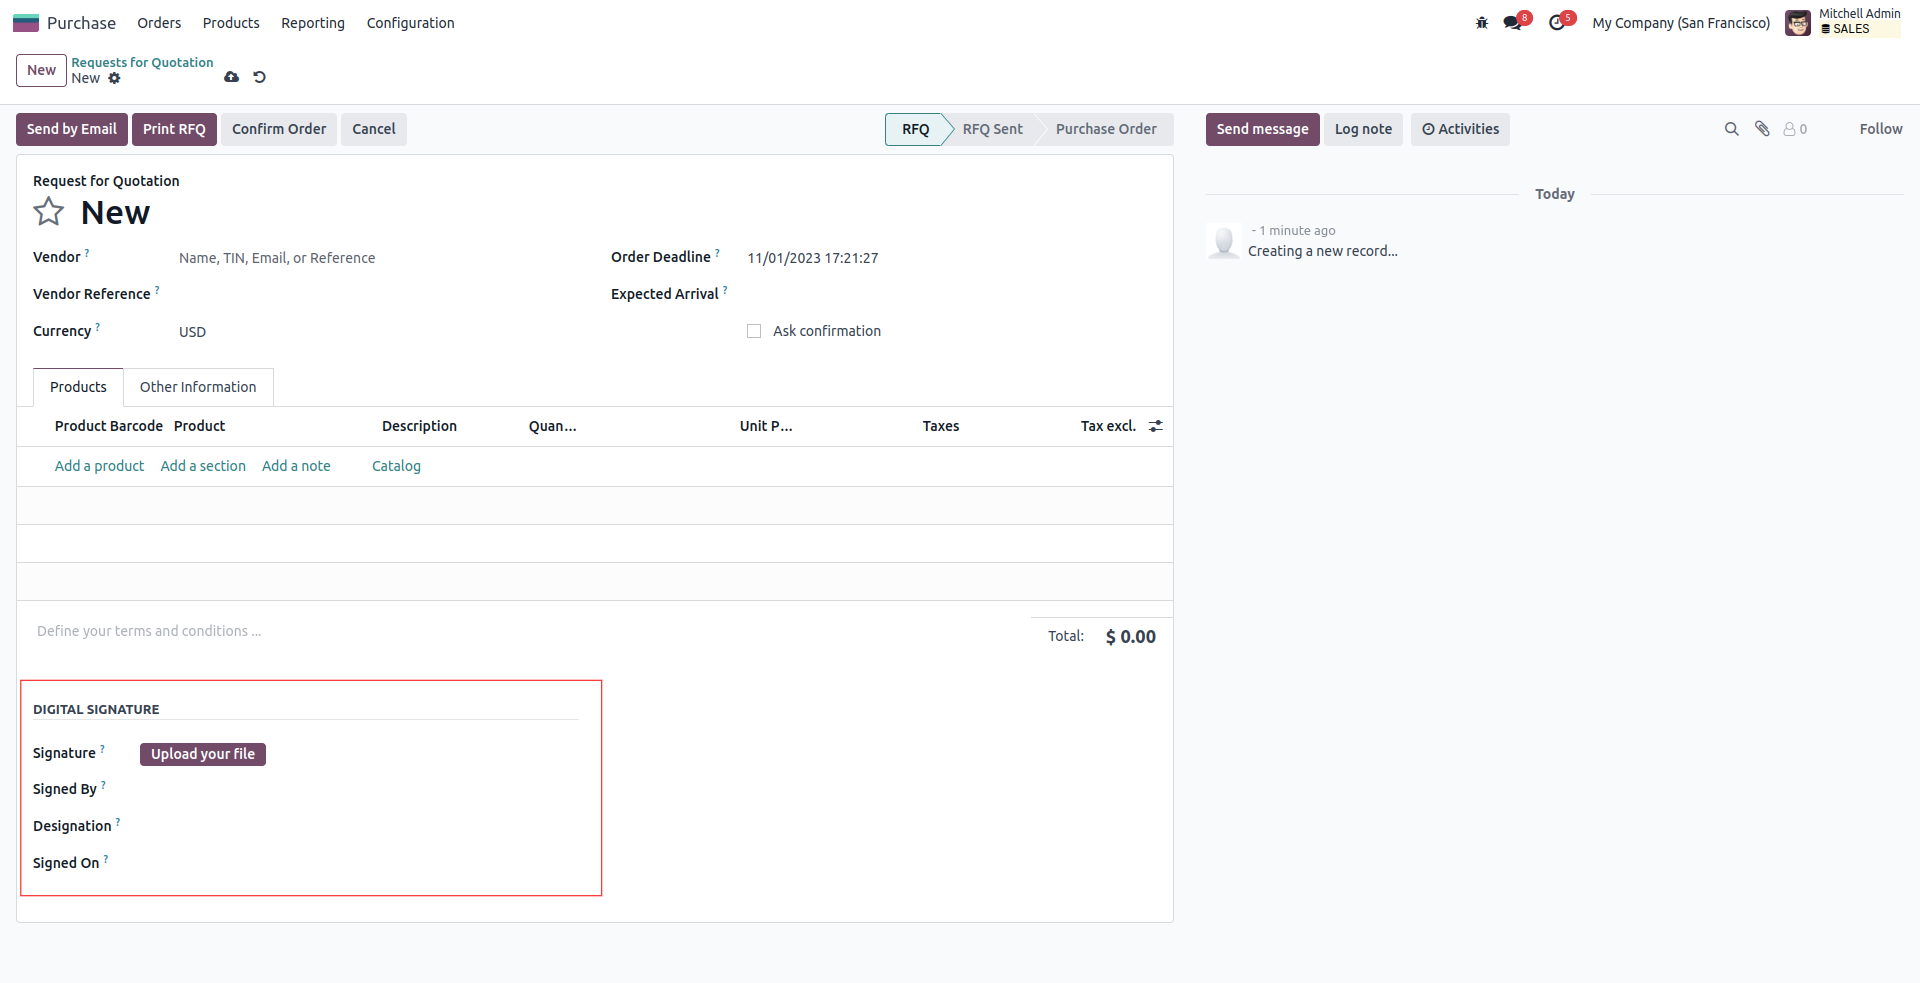 Purchase Orders Products Reporting Configuration 8 5 My Company (San Francisco) Mitchell Admin
SALES
New Requests for Quotation
New
Send by Email Print RFQ Confirm Order Cancel RFQ RFQ Sent Purchase Order Send message Log note Activities 0 Follow
Request for Quotation
New
Vendor ? Name, TIN, Email, or Reference Order Deadline ? 11/01/2023 17:21:27
Vendor Reference ? Expected Arrival ?
Currency ? USD Ask confirmation
Products Other Information
Product Barcode Product Description Quan... Unit P... Taxes Tax excl.
Add a product Add a section Add a note Catalog
Define your terms and conditions ...
Total: $ 0.00
DIGITAL SIGNATURE
Signature ? Upload your file
Signed By ?
Designation ?
Signed On ?
Today
- 1 minute ago
Creating a new record...